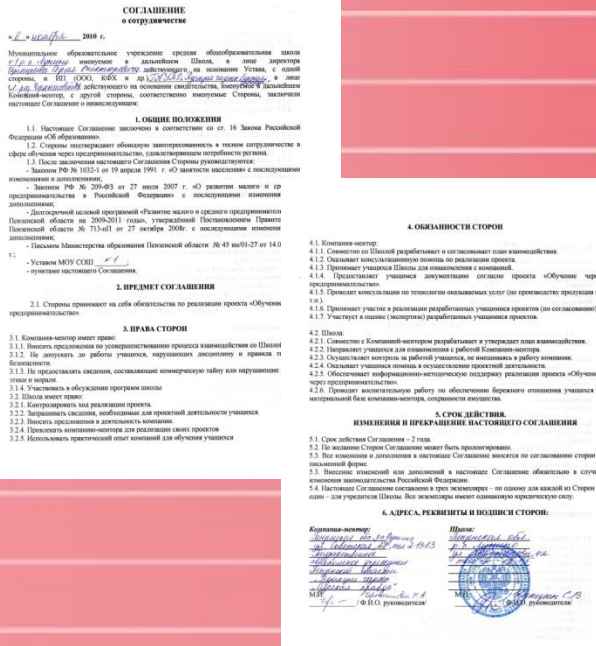 СОГЛАШЕНИЕ
о сотрудничестве
« 8 » ноября 2010 г.
Муниципальное образовательное учреждение средняя общеобразовательная школа
№ 1 р.п. Лунино именуемое в дальнейшем Школа, в лице директора
действующего на основании Устава, с одной
стороны, и ИП (ООО, КФХ и др.) в лице
действующего на основании свидетельства, именуемое в дальнейшем
Компания-ментор, с другой стороны, соответственно именуемые Стороны, заключили
настоящее Соглашение о нижеследующем:
1. ОБЩИЕ ПОЛОЖЕНИЯ
1.1. Настоящее Соглашение заключено в соответствии со ст. 16 Закона Российской
Федерации «Об образовании».
1.2. Стороны подтверждают обоюдную заинтересованность в тесном сотрудничестве в
сфере обучения через предпринимательство, удовлетворяющем потребности региона.
1.3. После заключения настоящего Соглашения Стороны руководствуются:
- Законом РФ № 1032-1 от 19 апреля 1991 г. «О занятости населения» с последующими
изменениями и дополнениями;
- Законом РФ № 209-ФЗ от 27 июля 2007 г. «О развитии малого и ср
предпринимательства в Российской Федерации» с последующими изменения
дополнениями;
- Долгосрочной целевой программой «Развитие малого и среднего предпринимател
Пензенской области на 2009-2011 годы», утверждённой Постановлением Правите
Пензенской области № 713-пП от 27 октября 2008г. с последующими изменени
дополнениями;
- Письмом Министерства образования Пензенской области № 45 ин/01-27 от 14.0
г.;
- Уставом МОУ СОШ № 1 ;
- пунктами настоящего Соглашения.
2. ПРЕДМЕТ СОГЛАШЕНИЯ
2.1. Стороны принимают на себя обязательства по реализации проекта «Обучение
предпринимательство».
3. ПРАВА СТОРОН
3.1. Компания-ментор имеет право:
3.1.1. Вносить предложения по усовершенствованию процесса взаимодействия со Школой
3.1.2. Не допускать до работы учащихся, нарушающих дисциплину и правила т
безопасности.
3.1.3. Не предоставлять сведения, составляющие коммерческую тайну или нарушающие
этики и морали.
3.1.4. Участвовать в обсуждении программ школы
3.2. Школа имеет право:
3.2.1. Контролировать ход реализации проекта.
3.2.2. Запрашивать сведения, необходимые для проектной деятельности учащихся.
3.2.3. Вносить предложения в деятельность компании.
3.2.4. Привлекать компанию-ментора для реализации своих проектов
3.2.5. Использовать практический опыт компаний для обучения учащихся
4. ОБЯЗАННОСТИ СТОРОН
4.1. Компания-ментор:
4.1.1. Совместно со Школой разрабатывает и согласовывает план взаимодействия.
4.1.2. Оказывает консультационную помощь по реализации проекта.
4.1.3. Принимает учащихся Школы для ознакомления с компанией.
4.1.4. Предоставляет учащимся документацию согласно проекта «Обучение чере
предпринимательство».
4.1.5. Проводит консультации по технологии оказываемых услуг (по производству продукции
т.п.).
4.1.6. Принимает участие в реализации разработанных учащимися проектов (по согласованию)
4.1.7. Участвует в оценке (экспертизе) разработанных учащимися проектов.
4.2. Школа:
4.2.1. Совместно с Компанией-ментором разрабатывает и утверждает план взаимодействия.
4.2.2. Направляет учащихся для ознакомления с работой Компании-ментора.
4.2.3. Осуществляет контроль за работой учащихся, не вмешиваясь в работу компании.
4.2.4. Оказывает учащимся помощь в осуществлении проектной деятельности.
4.2.5. Обеспечивает информационно-методическую поддержку реализации проекта «Обучени
через предпринимательство».
4.2.6. Проводит воспитательную работу по обеспечению бережного отношения учащихся
материальной базе компании-ментора, сохранности имущества.
5. СРОК ДЕЙСТВИЯ.
ИЗМЕНЕНИЯ И ПРЕКРАЩЕНИЕ НАСТОЯЩЕГО СОГЛАШЕНИЯ
5.1. Срок действия Соглашения – 2 года.
5.2. По желанию Сторон Соглашение может быть пролонгировано.
5.3. Все изменения и дополнения в настоящее Соглашение вносятся по согласованию сторон
письменной форме.
5.3. Внесение изменений или дополнений в настоящее Соглашение обязательно в случа
изменения законодательства Российской Федерации.
5.4. Настоящее Соглашение составлено в трех экземплярах – по одному для каждой из Сторон
один – для учредителя Школы. Все экземпляры имеют одинаковую юридическую силу.
6. АДРЕСА, РЕКВИЗИТЫ И ПОДПИСИ СТОРОН:
Компания-ментор: Школа:
Пензенская обл.
р.п. Лунино
М.П. М.П.
/ Ф.И.О. руководителя/ / Ф.И.О. руководителя/